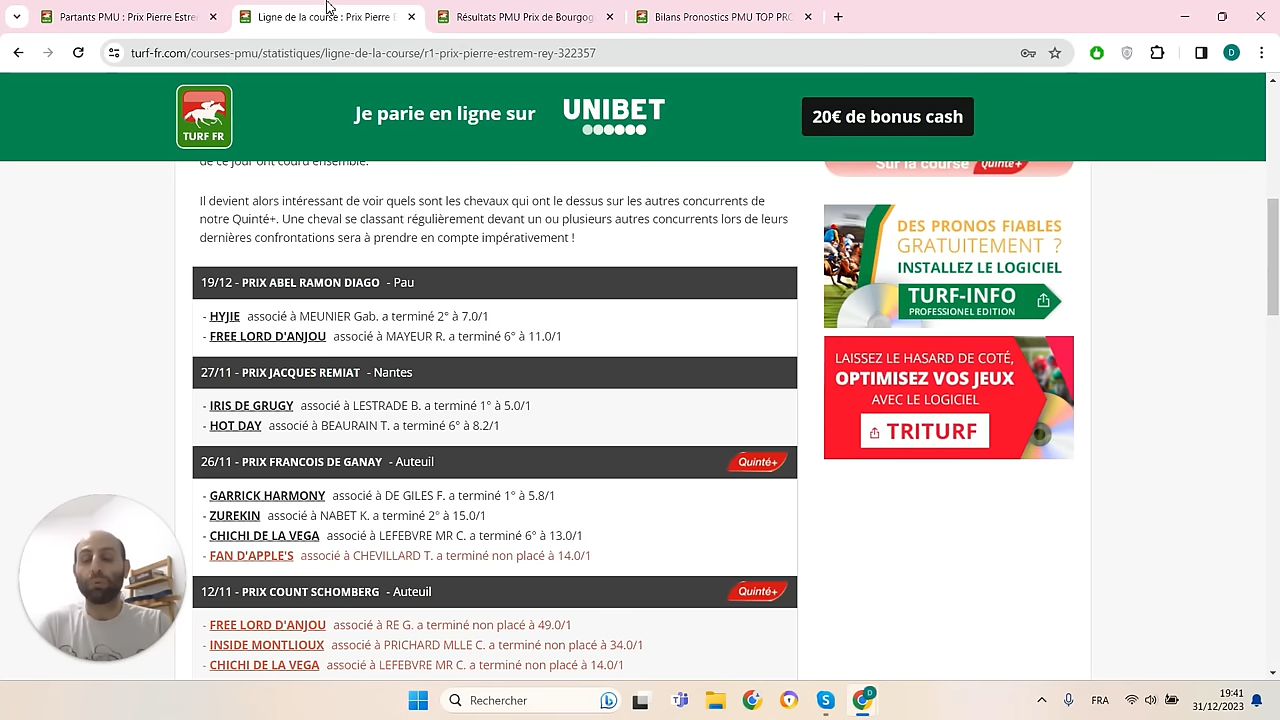 Partants PMU : Prix Pierre Estre
Ligne de la course : Prix Pierre E
Résultats PMU Prix de Bourgog
Bilans Pronostics PMU TOP PRO
turf-fr.com/courses-pmu/statistiques/ligne-de-la-course/r1-prix-pierre-estrem-rey-322357
D
TURF FR
Je parie en ligne sur
UNIBET
20€ de bonus cash
de ce jour ont couru ensemble.
Sur la course Quinté+
Il devient alors intéressant de voir quels sont les chevaux qui ont le dessus sur les autres concurrents de
notre Quinté+. Une cheval se classant régulièrement devant un ou plusieurs autres concurrents lors de leurs
dernières confrontations sera à prendre en compte impérativement !
DES PRONOS FIABLES
GRATUITEMENT ?
INSTALLEZ LE LOGICIEL
TURF-INFO
PROFESIONEL EDITION
19/12 - PRIX ABEL RAMON DIAGO - Pau
- HYJIE associé à MEUNIER Gab. a terminé 2° à 7.0/1
- FREE LORD D'ANJOU associé à MAYEUR R. a terminé 6° à 11.0/1
LAISSEZ LE HASARD DE COTÉ,
OPTIMISEZ VOS JEUX
AVEC LE LOGICIEL
TRITURF
27/11 - PRIX JACQUES REMIAT - Nantes
- IRIS DE GRUGY associé à LESTRADE B. a terminé 1° à 5.0/1
- HOT DAY associé à BEAURAIN T. a terminé 6° à 8.2/1
26/11 - PRIX FRANCOIS DE GANAY - Auteuil Quinté+
- GARRICK HARMONY associé à DE GILES F. a terminé 1° à 5.8/1
- ZUREKIN associé à NABET K. a terminé 2° à 15.0/1
- CHICHI DE LA VEGA associé à LEFEBVRE MR C. a terminé 6° à 13.0/1
- FAN D'APPLE'S associé à CHEVILLARD T. a terminé non placé à 14.0/1
12/11 - PRIX COUNT SCHOMBERG - Auteuil Quinté+
- FREE LORD D'ANJOU associé à RE G. a terminé non placé à 49.0/1
- INSIDE MONTLIOUX associé à PRICHARD MLLE C. a terminé non placé à 34.0/1
- CHICHI DE LA VEGA associé à LEFEBVRE MR C. a terminé non placé à 14.0/1
Rechercher
D
FRA
19:41
31/12/2023